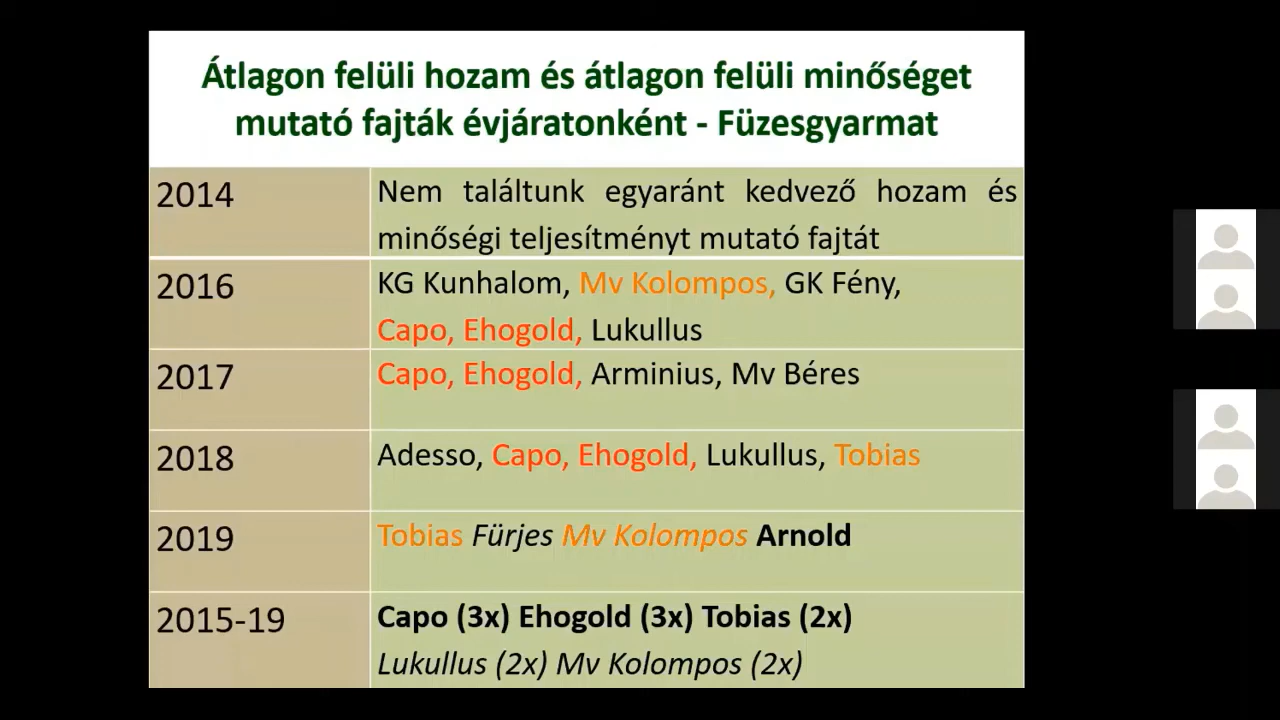 Átlagon felüli hozam és átlagon felüli minőséget
mutató fajták évjáratonként - Füzesgyarmat
2014
Nem találtunk egyaránt kedvező hozam és
minőségi teljesítményt mutató fajtát
2016
KG Kunhalom, Mv Kolompos, GK Fény,
Capo, Ehogold, Lukullus
2017
Capo, Ehogold, Arminius, Mv Béres
2018
Adesso, Capo, Ehogold, Lukullus, Tobias
2019
Tobias Fürjes Mv Kolompos Arnold
2015-19
Capo (3x) Ehogold (3x) Tobias (2x)
Lukullus (2x) Mv Kolompos (2x)